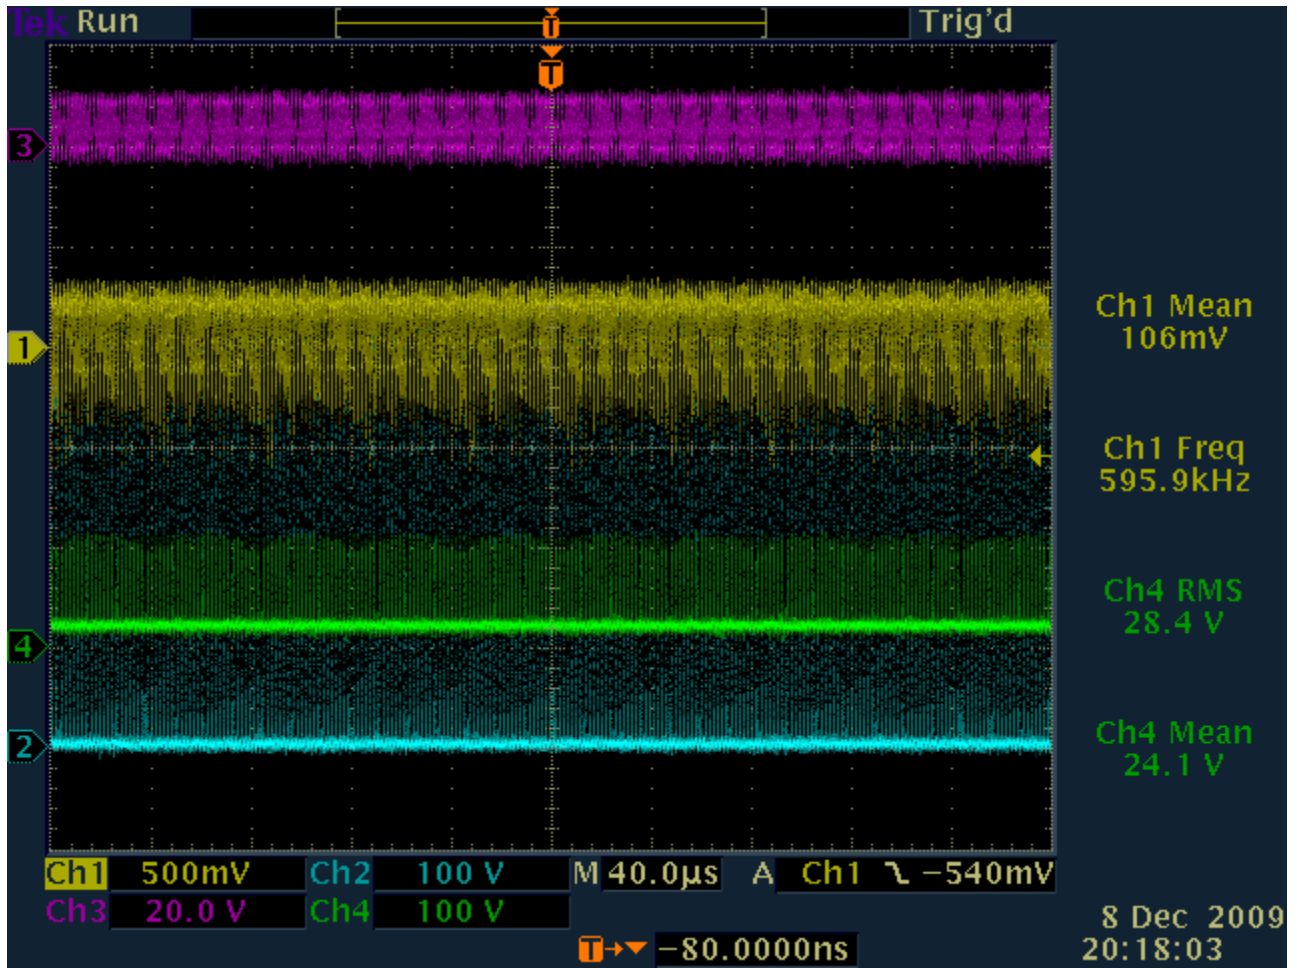 Tek Run Trig'd
T
T
3
1
4
2
Ch1 Mean
106mV
Ch1 Freq
595.9kHz
Ch4 RMS
28.4 V
Ch4 Mean
24.1 V
Ch1 500mV Ch2 100 V M 40.0µs A Ch1 -540mV
Ch3 20.0 V Ch4 100 V
T -80.0000ns
8 Dec 2009
20:18:03